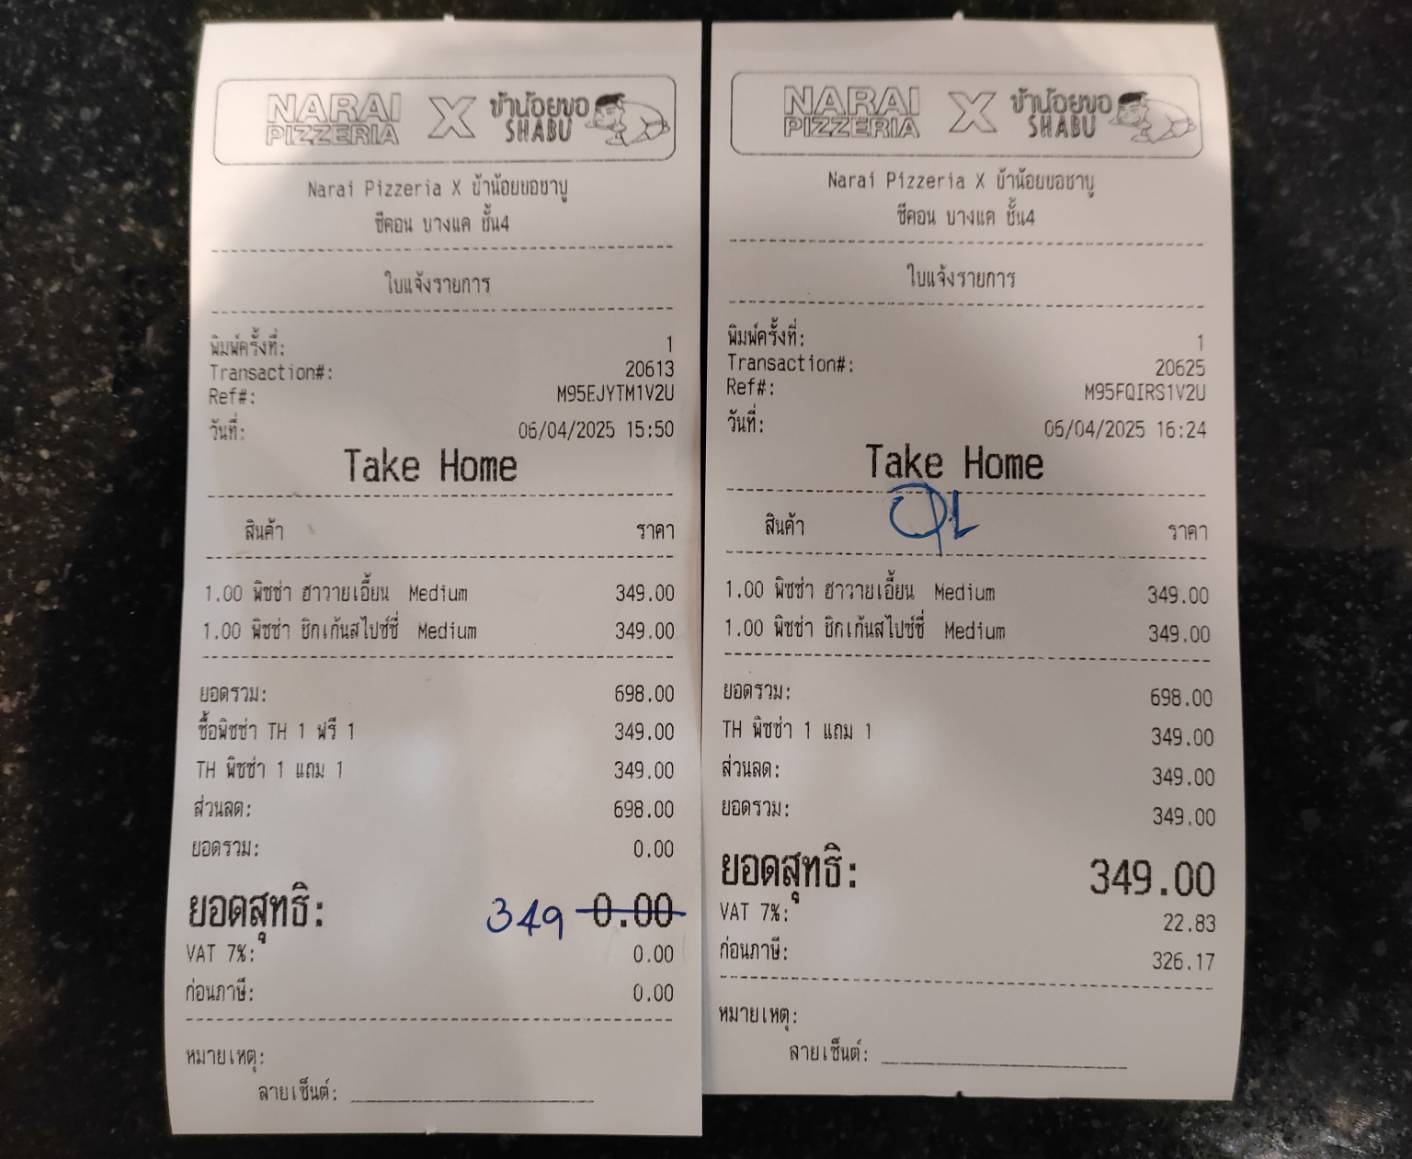 NARAI PIZZERIA X ข้าน้อยขอ SHABU
Narai Pizzeria X ข้าน้อยขอชาบู
ซีคอน บางแค ชั้น4
ใบแจ้งรายการ
พิมพ์ครั้งที่: 1
Transaction#: 20613
Ref#: M95EJYTM1V2U
วันที่: 06/04/2025 15:50
Take Home
สินค้า ราคา
1.00 พิซซ่า ฮาวายเอี้ยน Medium 349.00
1.00 พิซซ่า ชิกเก้นสไปซ์ซี่ Medium 349.00
ยอดรวม: 698.00
ซื้อพิซซ่า TH 1 ฟรี 1 349.00
TH พิซซ่า 1 แถม 1 349.00
ส่วนลด: 698.00
ยอดรวม: 0.00
ยอดสุทธิ: 349 0.00
VAT 7%: 0.00
ก่อนภาษี: 0.00
หมายเหตุ:
ลายเซ็นต์:
NARAI PIZZERIA X ข้าน้อยขอ SHABU
Narai Pizzeria X ข้าน้อยขอชาบู
ซีคอน บางแค ชั้น4
ใบแจ้งรายการ
พิมพ์ครั้งที่: 1
Transaction#: 20625
Ref#: M95FQIRS1V2U
วันที่: 06/04/2025 16:24
Take Home
สินค้า ราคา
1.00 พิซซ่า ฮาวายเอี้ยน Medium 349.00
1.00 พิซซ่า ชิกเก้นสไปซ์ซี่ Medium 349.00
ยอดรวม: 698.00
TH พิซซ่า 1 แถม 1 349.00
ส่วนลด: 349.00
ยอดรวม: 349.00
ยอดสุทธิ: 349.00
VAT 7%: 22.83
ก่อนภาษี: 326.17
หมายเหตุ:
ลายเซ็นต์: